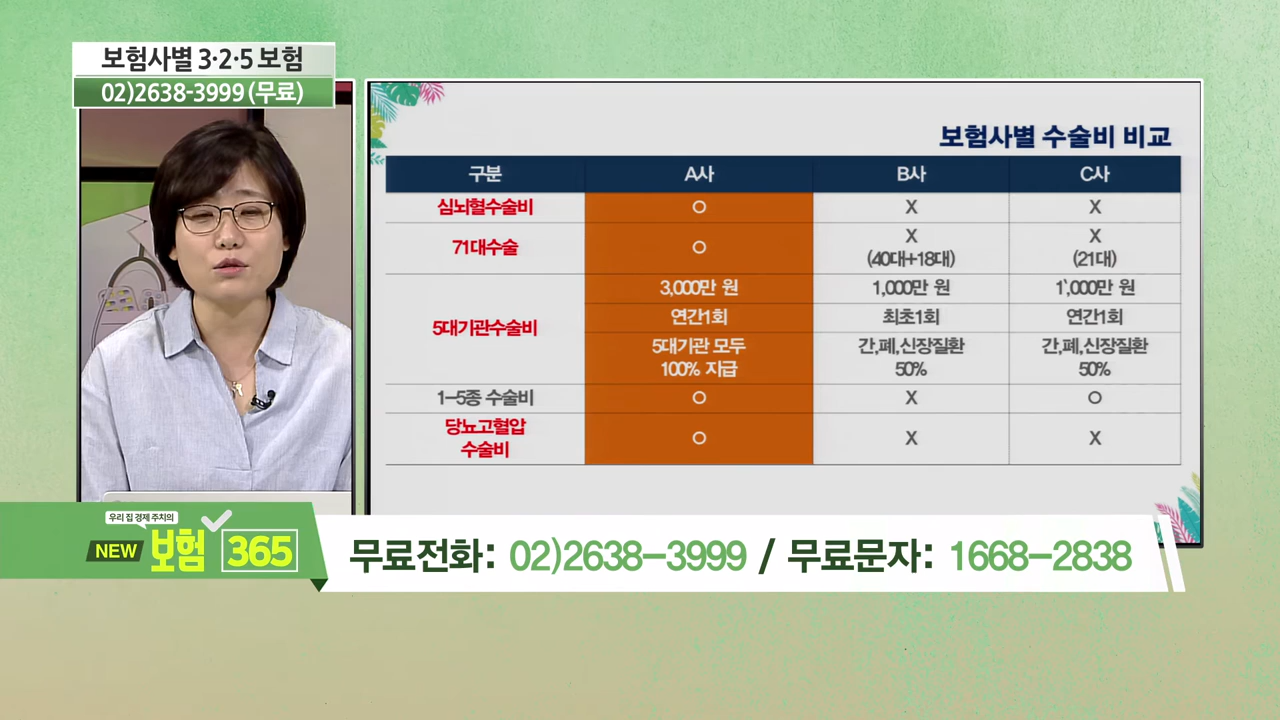 보험사별 3·2·5 보험
02)2638-3999 (무료)
보험사별 수술비 비교
구분 A사 B사 C사
심뇌혈수술비 O X X
71대수술 O X (40대+18대) X (21대)
5대기관수술비
3,000만 원 1,000만 원 1,000만 원
연간1회 최초1회 연간1회
5대기관 모두 간,폐,신장질환 간,폐,신장질환
100% 지급 50% 50%
1-5종 수술비 O X O
당뇨고혈압
수술비 O X X
우리 집 경제 주치의
NEW 보험 365
무료전화: 02)2638-3999 / 무료문자: 1668-2838